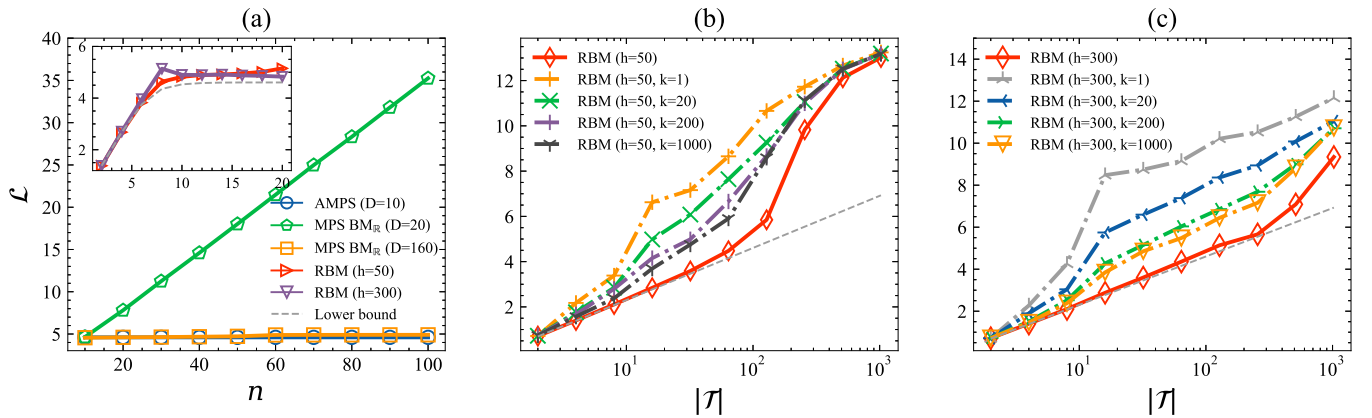 (a)
40
35
30
25
20
15
10
5
ℒ
20
40
60
80
100
n
6
4
2
5
10
15
20
AMPS (D=10)
MPS BMℝ (D=20)
MPS BMℝ (D=160)
RBM (h=50)
RBM (h=300)
Lower bound
(b)
12
10
8
6
4
2
10¹
10²
10³
|𝒯|
RBM (h=50)
RBM (h=50, k=1)
RBM (h=50, k=20)
RBM (h=50, k=200)
RBM (h=50, k=1000)
(c)
14
12
10
8
6
4
2
10¹
10²
10³
|𝒯|
RBM (h=300)
RBM (h=300, k=1)
RBM (h=300, k=20)
RBM (h=300, k=200)
RBM (h=300, k=1000)